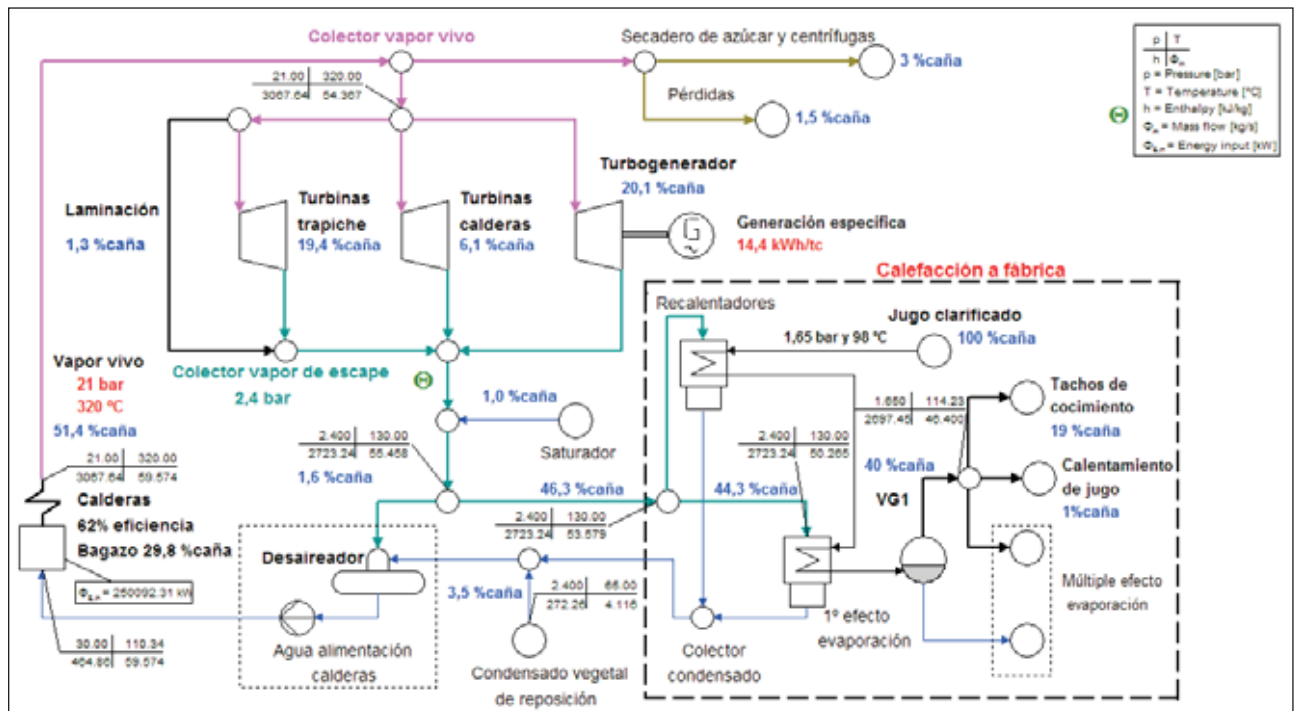 Colector vapor vivo
Secadero de azúcar y centrífugas
3 %caña
Pérdidas
1,5 %caña
p | T
h | Φm
p = Pressure [bar]
T = Temperature [°C]
h = Enthalpy [kJ/kg]
Φm = Mass flow [kg/s]
= Energy input [kW]
21.00 | 320.00
3067.64 | 54.367
Laminación
1,3 %caña
Turbinas
trapiche
19,4 %caña
Turbinas
calderas
6,1 %caña
Turbogenerador
20,1 %caña
G
~
Generación específica
14,4 kWh/tc
Calefacción a fábrica
Recalentadores
Jugo clarificado
1,65 bar y 98 ºC
100 %caña
Vapor vivo
21 bar
320 ºC
51,4 %caña
Colector vapor de escape
2,4 bar
1,0 %caña
Saturador
2.400 | 130.00
2723.24 | 55.458
1,6 %caña
46,3 %caña
2.400 | 130.00
2723.24 | 53.579
44,3 %caña
2.400 | 130.00
2723.24 | 50.265
1.650 | 114.23
2697.45 | 46.400
40 %caña
VG1
Tachos de
cocimiento
19 %caña
Calentamiento
de jugo
1%caña
Múltiple efecto
evaporación
21.00 | 320.00
3067.64 | 59.574
Calderas
62% eficiencia
Bagazo 29,8 %caña
= 250092.31 kW
30.00 | 110.34
464.86 | 59.574
Desaireador
Agua alimentación
calderas
3,5 %caña
2.400 | 65.00
272.26 | 4.116
Condensado vegetal
de reposición
Colector
condensado
1º efecto
evaporación